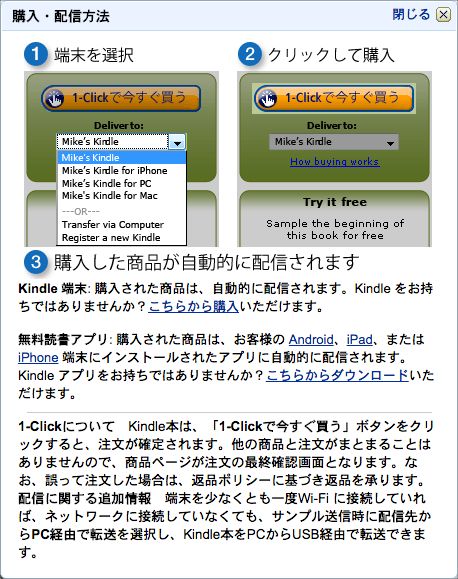 購入・配信方法
閉じる
1 端末を選択
2 クリックして購入
1-Clickで今すぐ買う
Deliver to:
Mike's Kindle
Mike's Kindle
Mike's Kindle for iPhone
Mike's Kindle for PC
Mike's Kindle for Mac
---OR---
Transfer via Computer
Register a new Kindle
1-Clickで今すぐ買う
Deliver to:
Mike's Kindle
How buying works
Try it free
Sample the beginning of
this book for free
3 購入した商品が自動的に配信されます
Kindle 端末: 購入された商品は、自動的に配信されます。Kindle をお持
ちではありませんか？こちらから購入いただけます。
無料読書アプリ: 購入された商品は、お客様の Android、iPad、または
iPhone 端末にインストールされたアプリに自動的に配信されます。
Kindle アプリをお持ちではありませんか？こちらからダウンロードいた
だけます。
1-Clickについて　Kindle本は、「1-Clickで今すぐ買う」ボタンをクリ
ックすると、注文が確定されます。他の商品と注文がまとまることは
ありませんので、商品ページが注文の最終確認画面となります。な
お、誤って注文した場合は、返品ポリシーに基づき返品を承ります。
配信に関する追加情報　端末を少なくとも一度Wi-Fi に接続していれ
ば、ネットワークに接続していなくても、サンプル送信時に配信先か
らPC経由で転送を選択し、Kindle本をPCからUSB経由で転送できま
す。